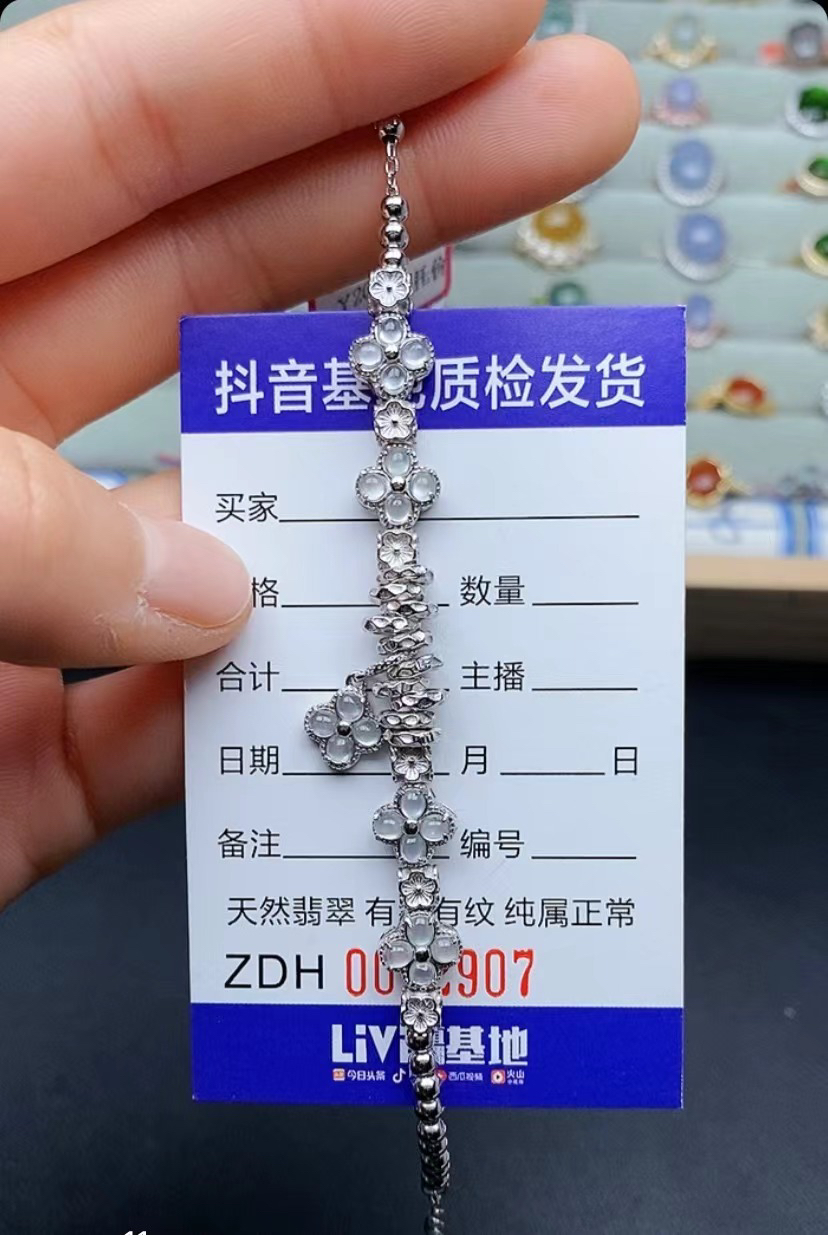 抖音基地质检发货
买家
格 数量
合计 主播
日期 月 日
备注 编号
天然翡翠 有 有纹 纯属正常
ZDH 00 907
LiV 基地
今日头条 西瓜视频 火山